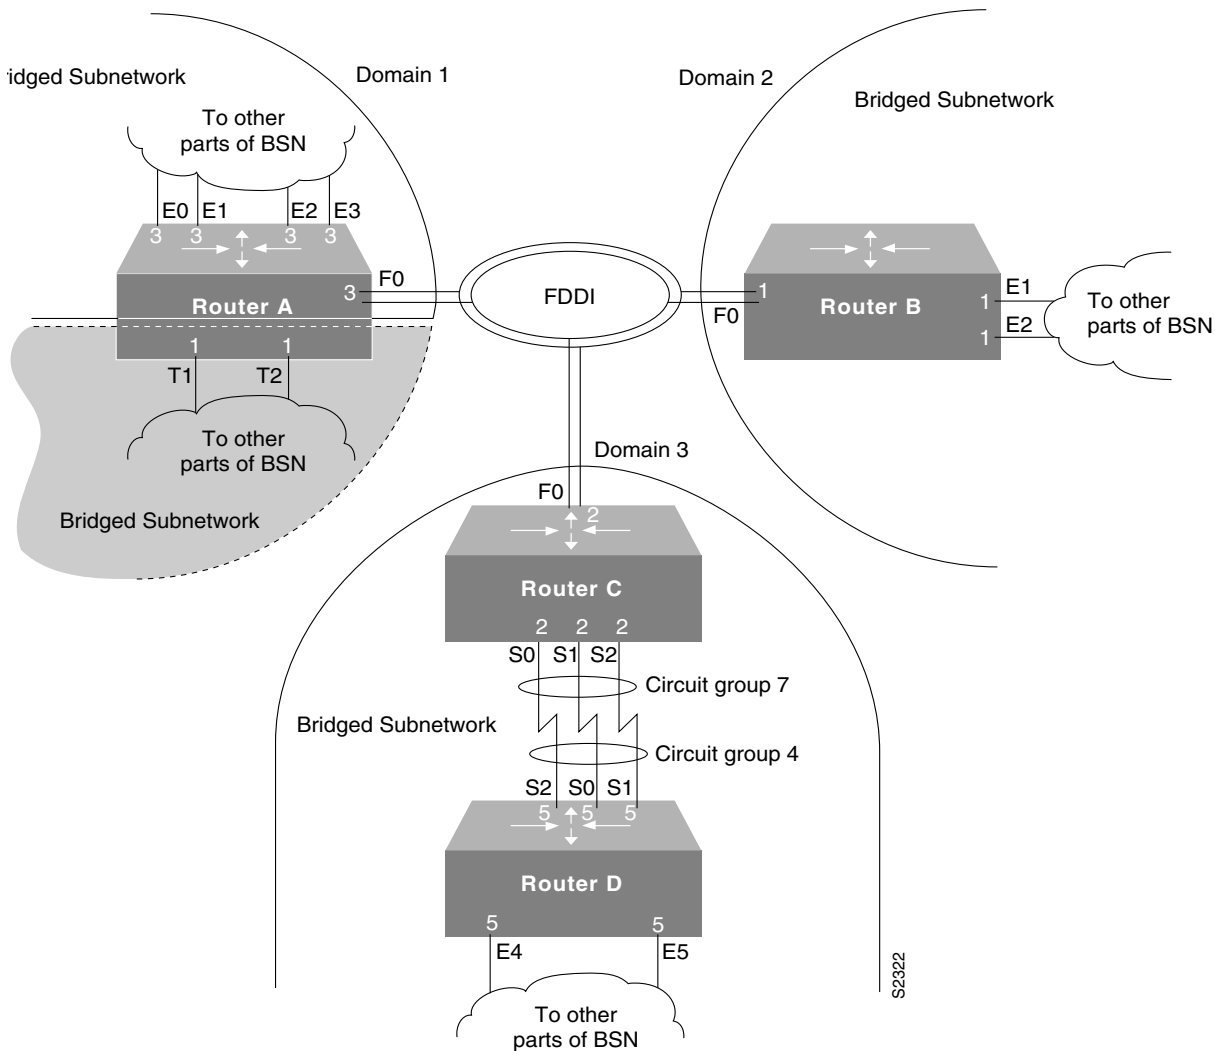 ridged Subnetwork
Domain 1
Domain 2
Bridged Subnetwork
To other
parts of BSN
E0 E1 E2 E3
3 3 3 3
F0
3
Router A
1 1
T1 T2
To other
parts of BSN
Bridged Subnetwork
FDDI
1
F0
Router B
1 E1
1 E2
To other
parts of BSN
Domain 3
F0
2
Router C
2 2 2
S0 S1 S2
Circuit group 7
Bridged Subnetwork
Circuit group 4
S2 S0 S1
5 5 5
Router D
5 5
E4 E5
To other
parts of BSN
S2322